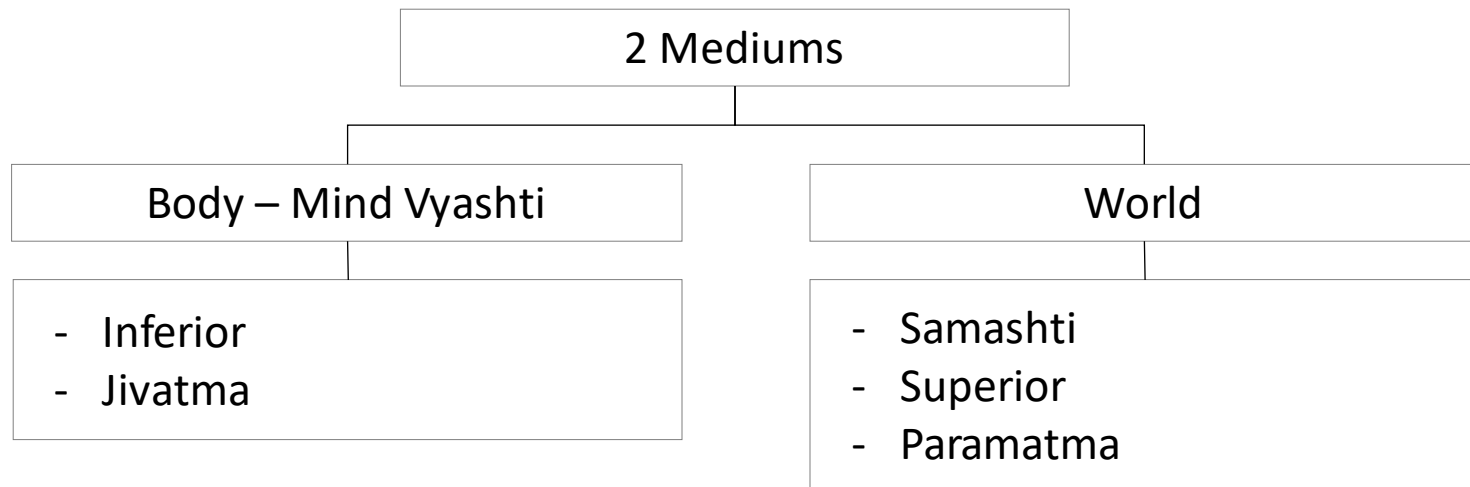 2 Mediums
Body – Mind Vyashti
World
- Inferior
- Jivatma
- Samashti
- Superior
- Paramatma